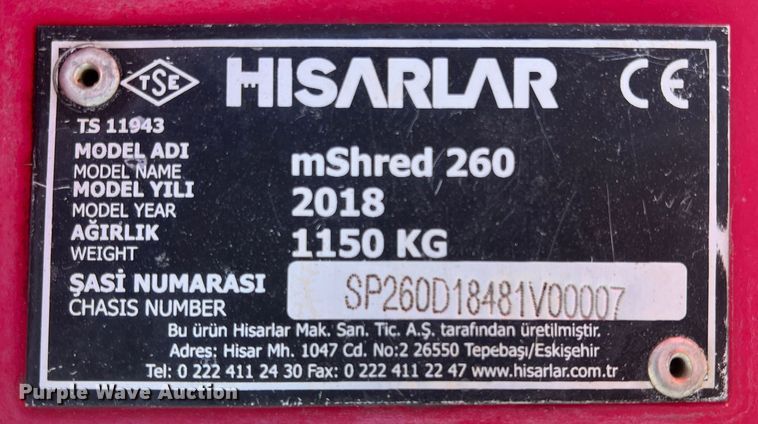 TSE HISARLAR CE
TS 11943
MODEL ADI
MODEL NAME mShred 260
MODEL YILI
MODEL YEAR 2018
AĞIRLIK
WEIGHT 1150 KG
ŞASİ NUMARASI
CHASIS NUMBER SP260D18481V00007
Bu ürün Hisarlar Mak. San. Tic. A.Ş. tarafından üretilmiştir.
Adres: Hisar Mh. 1047 Cd. No:2 26550 Tepebaşı/Eskişehir
Tel: 0 222 411 24 30 Fax: 0 222 411 22 47 www.hisarlar.com.tr
Purple Wave Auction